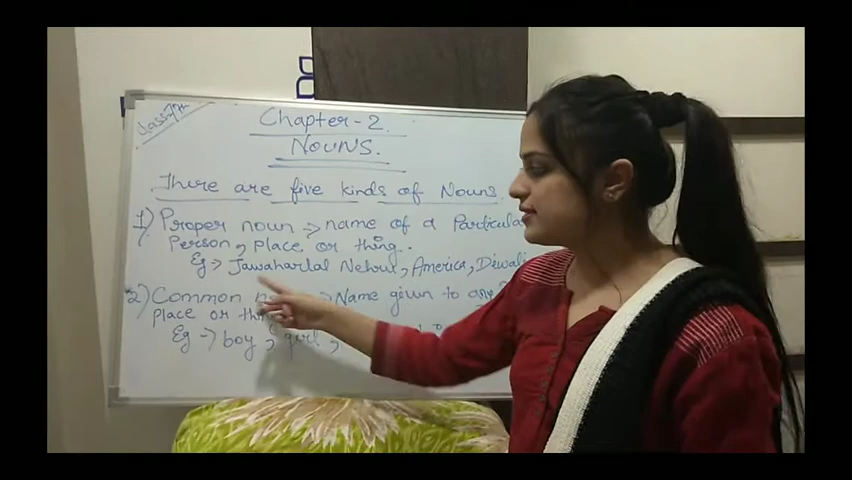 Class-7th
Chapter-2
NOUNS.
There are five kinds of Nouns
1) Proper noun → name of a Particular
Person, place or thing.
Eg → Jawaharlal Nehru, America, Diwali
2) Common → Name given to any
place or
Eg → boy, girl,